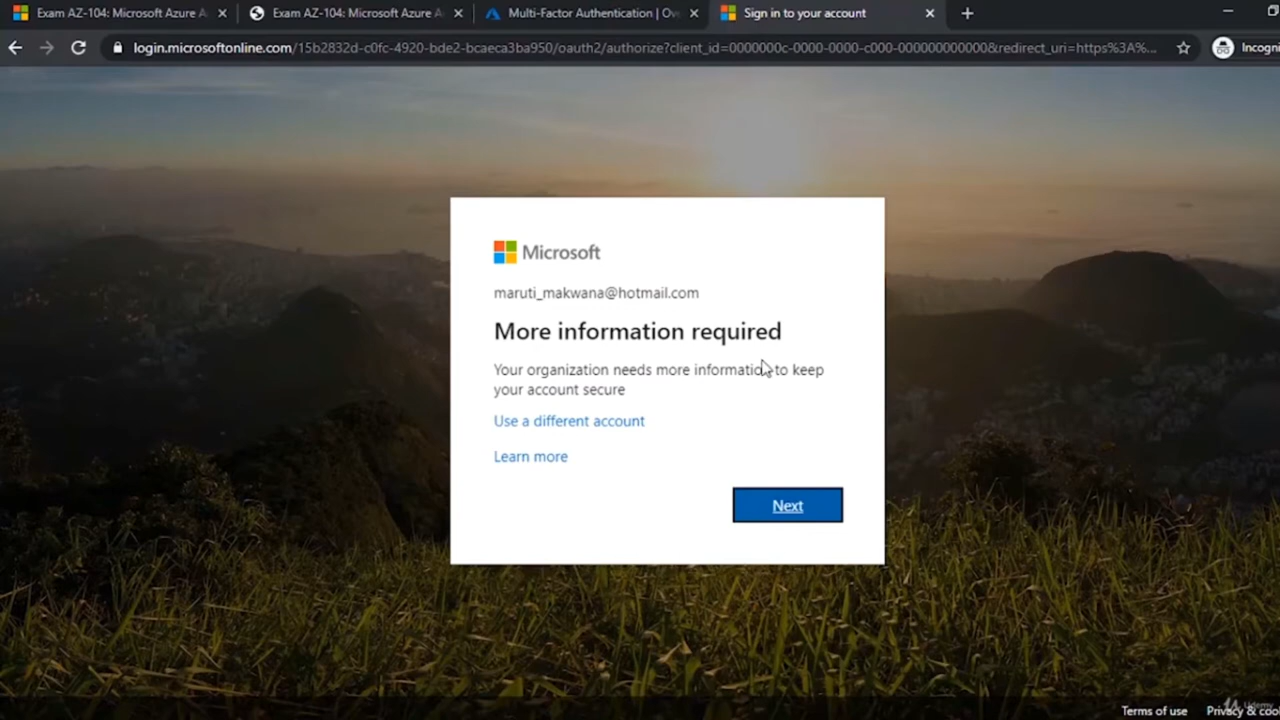 Exam AZ-104: Microsoft Azure A
Exam AZ-104: Microsoft Azure A
Multi-Factor Authentication | Ove
Sign in to your account
login.microsoftonline.com/15b2832d-c0fc-4920-bde2-bcaeca3ba950/oauth2/authorize?client_id=0000000c-0000-0000-c000-000000000000&redirect_uri=https%3A%...
Incogni
Microsoft
maruti_makwana@hotmail.com
More information required
Your organization needs more information to keep
your account secure
Use a different account
Learn more
Next
Udemy
Terms of use
Privacy & coo